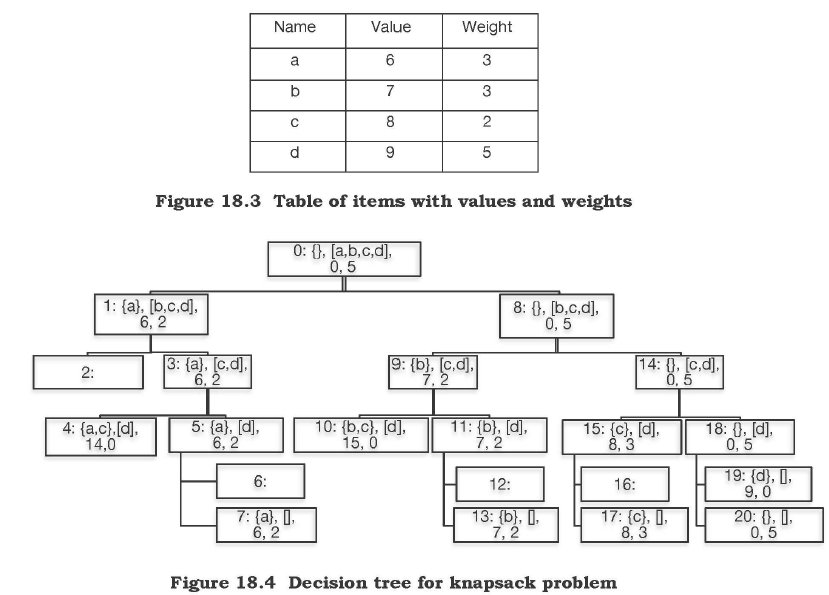 Name Value Weight
a 6 3
b 7 3
c 8 2
d 9 5
Figure 18.3 Table of items with values and weights
0: {}, [a,b,c,d],
0, 5
1: {a}, [b,c,d],
6, 2
8: {}, [b,c,d],
0, 5
2:
3: {a}, [c,d],
6, 2
9: {b}, [c,d],
7, 2
14: {}, [c,d],
0, 5
4: {a,c},[d],
14,0
5: {a}, [d],
6, 2
10: {b,c}, [d],
15, 0
11: {b}, [d],
7, 2
15: {c}, [d],
8, 3
18: {}, [d],
0, 5
6:
12:
16:
19: {d}, [],
9, 0
7: {a}, [],
6, 2
13: {b}, [],
7, 2
17: {c}, [],
8, 3
20: {}, [],
0, 5
Figure 18.4 Decision tree for knapsack problem